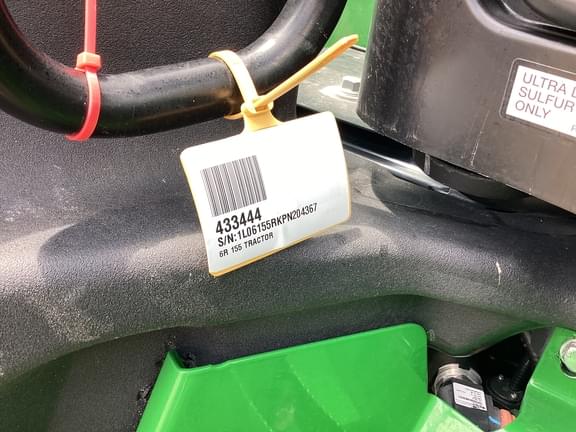 433444
S/N:1L06155RKPN204367
6R 155 TRACTOR
ULTRA
SULFUR
ONLY